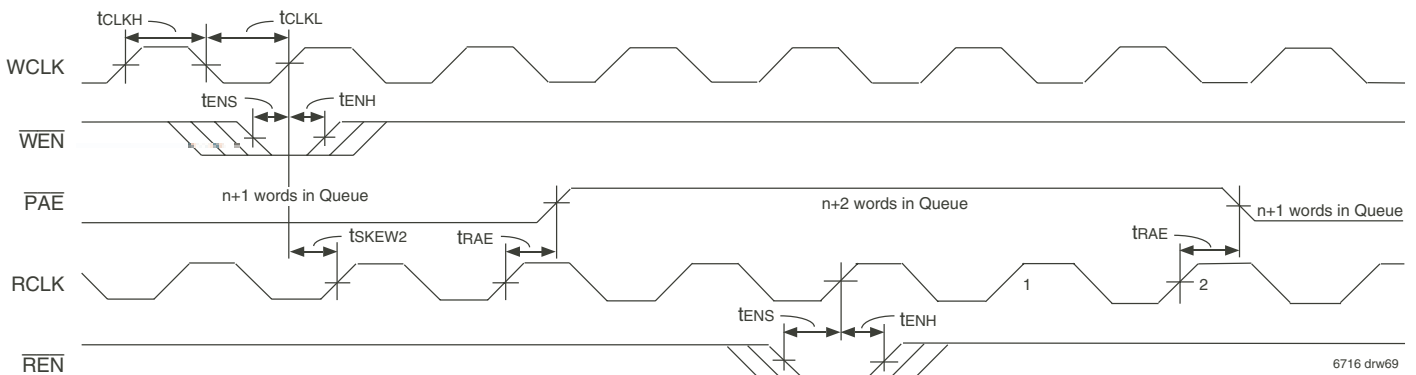 tCLKH
tCLKL
WCLK
tENS
tENH
WEN
PAE
n+1 words in Queue
n+2 words in Queue
n+1 words in Queue
tSKEW2
tRAE
tRAE
RCLK
1
2
tENS
tENH
REN
6716 drw69